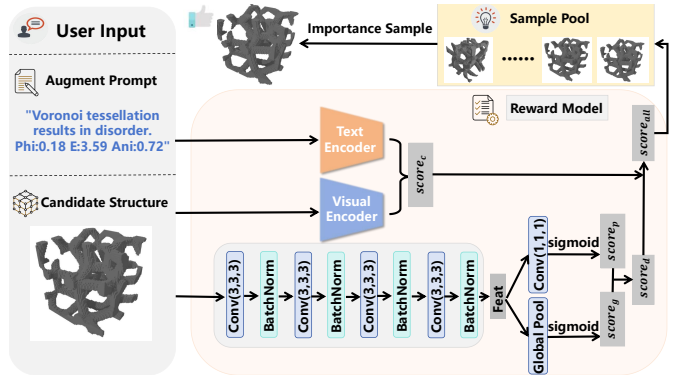 User Input
Augment Prompt
"Voronoi tessellation
results in disorder.
Phi:0.18 E:3.59 Ani:0.72"
Candidate Structure
Importance Sample
Sample Pool
Reward Model
Text
Encoder
Visual
Encoder
score_c
Conv(3,3,3)
BatchNorm
Conv(3,3,3)
BatchNorm
Conv(3,3,3)
BatchNorm
Conv(3,3,3)
BatchNorm
Feat
Conv(1,1,1)
sigmoid
score_p
Global Pool
sigmoid
score_g
score_d
score_all